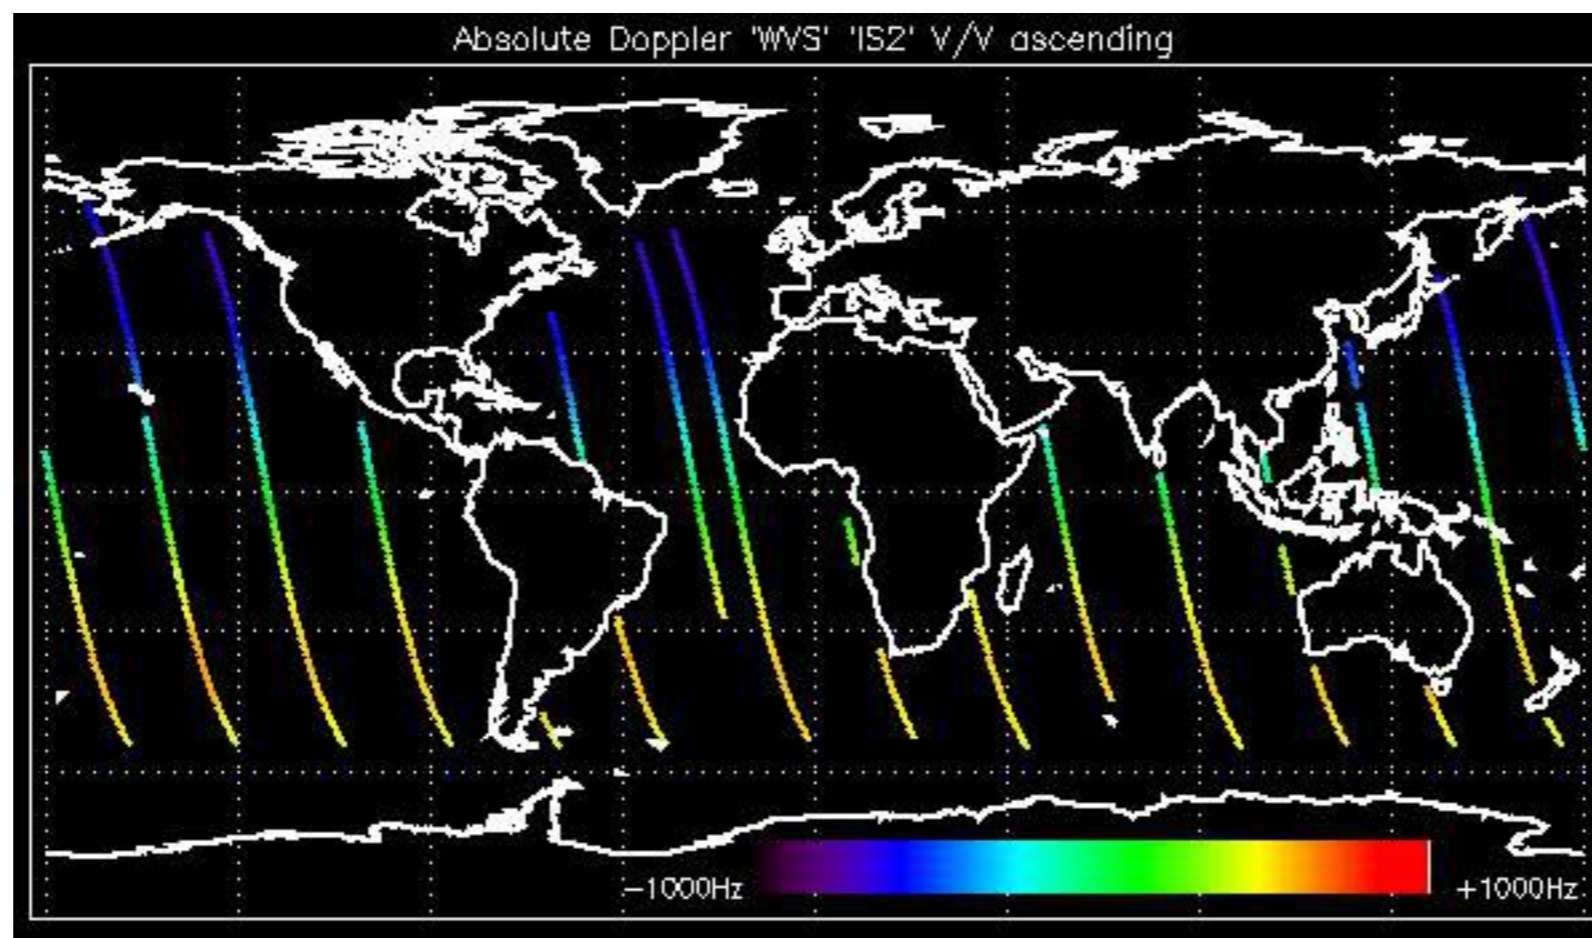 Absolute Doppler 'WVS' 'IS2' V/V ascending
−1000Hz +1000Hz